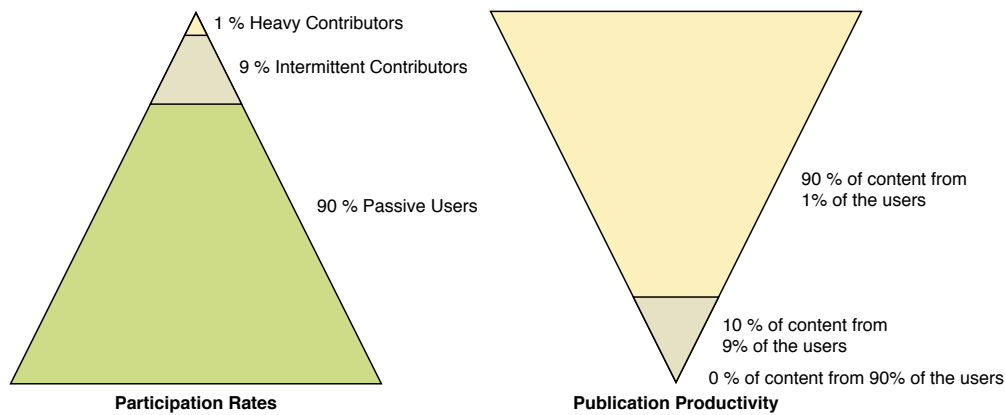 1 % Heavy Contributors
9 % Intermittent Contributors
90 % Passive Users
Participation Rates
90 % of content from
1% of the users
10 % of content from
9% of the users
0 % of content from 90% of the users
Publication Productivity